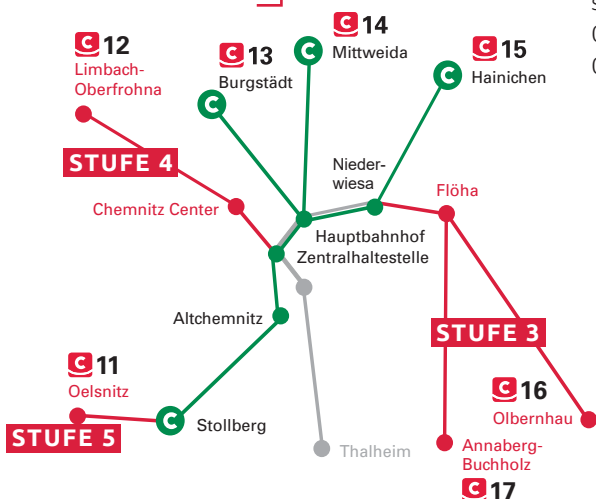 C 14
Mittweida
C 12
Limbach-
Oberfrohna
C 13
Burgstädt
C
C 15
Hainichen
C
C
STUFE 4
Nieder-
wiesa
Flöha
Chemnitz Center
Hauptbahnhof
Zentralhaltestelle
Altchemnitz
STUFE 3
C 11
Oelsnitz
C 16
Olbernhau
C
Stollberg
STUFE 5
Thalheim
Annaberg-
Buchholz
C 17